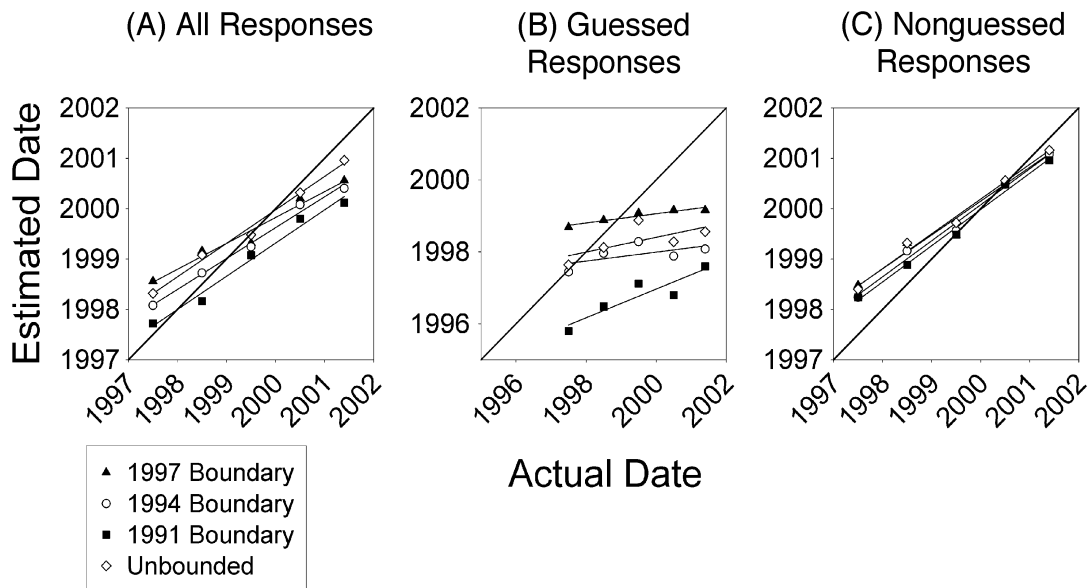 (A) All Responses
(B) Guessed
Responses
(C) Nonguessed
Responses
Estimated Date
2002
2001
2000
1999
1998
1997
1997
1998
1999
2000
2001
2002
2002
2000
1998
1996
1996
1998
2000
2002
2002
2001
2000
1999
1998
1997
1997
1998
1999
2000
2001
2002
Actual Date
1997 Boundary
1994 Boundary
1991 Boundary
Unbounded